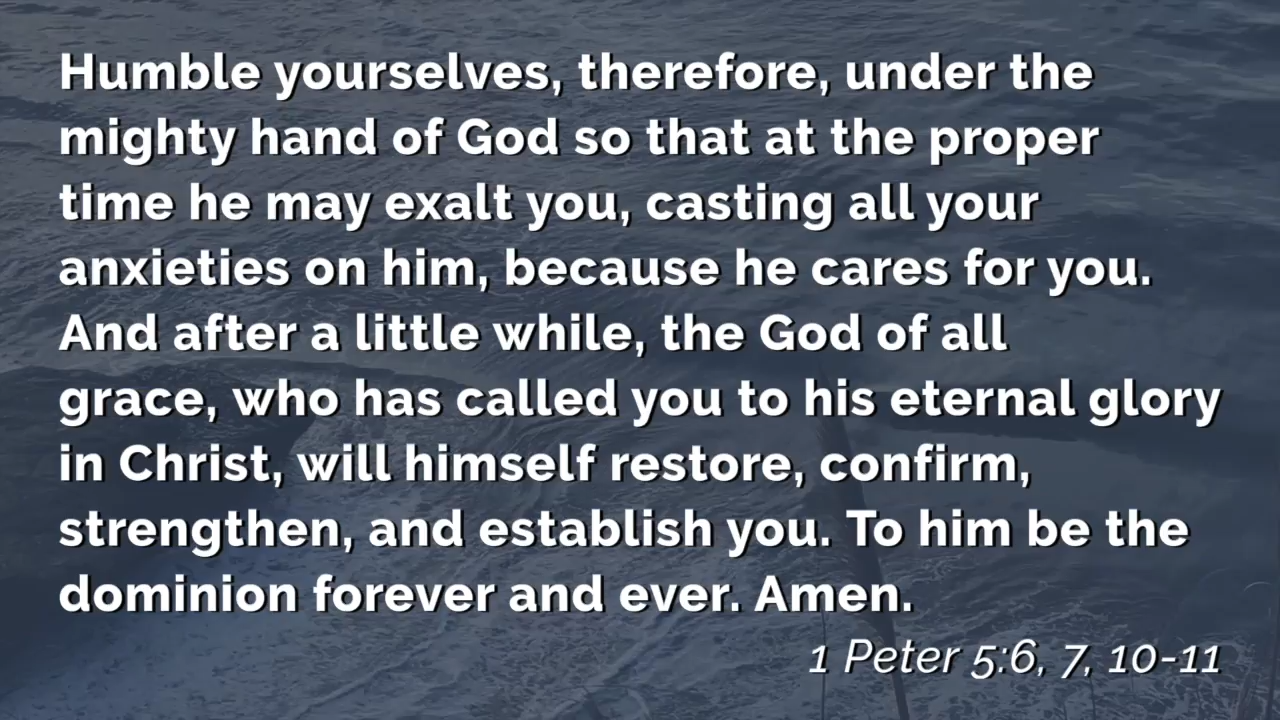 Humble yourselves, therefore, under the
mighty hand of God so that at the proper
time he may exalt you, casting all your
anxieties on him, because he cares for you.
And after a little while, the God of all
grace, who has called you to his eternal glory
in Christ, will himself restore, confirm,
strengthen, and establish you. To him be the
dominion forever and ever. Amen.
1 Peter 5:6, 7, 10-11